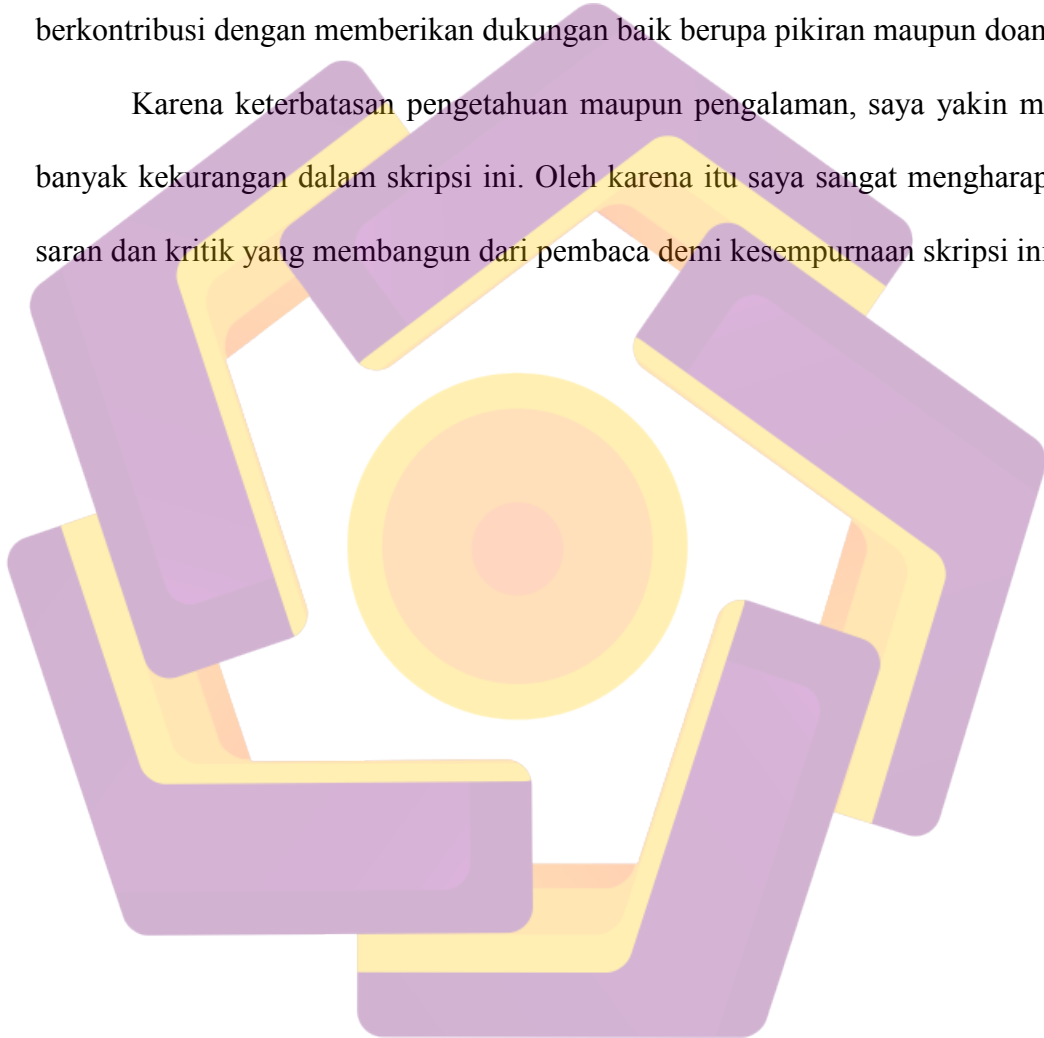 berkontribusi dengan memberikan dukungan baik berupa pikiran maupun doan
Karena keterbatasan pengetahuan maupun pengalaman, saya yakin m
banyak kekurangan dalam skripsi ini. Oleh karena itu saya sangat mengharap
saran dan kritik yang membangun dari pembaca demi kesempurnaan skripsi ini